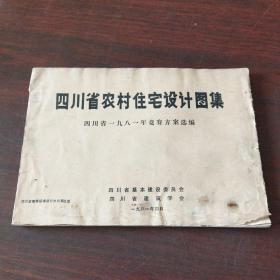 四川省农村住宅设计图集
四川省一九八一年竞赛方案选编
四川省基本建设委员会
四川省建筑学会
一九八一年四月